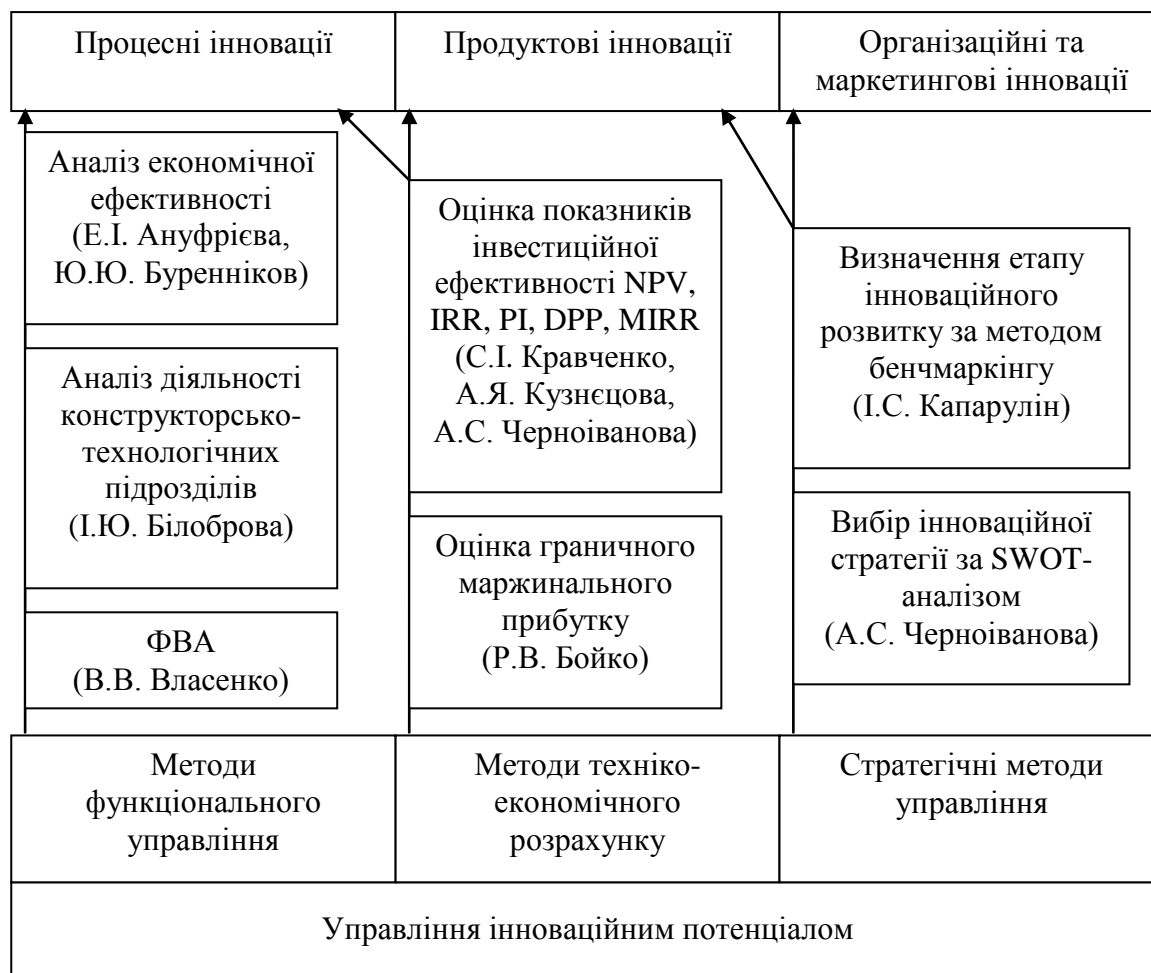 Процесні інновації
Продуктові інновації
Організаційні та
маркетингові інновації
Аналіз економічної
ефективності
(Е.І. Ануфрієва,
Ю.Ю. Буренніков)
Аналіз діяльності
конструкторсько-
технологічних
підрозділів
(І.Ю. Білоброва)
ФВА
(В.В. Власенко)
Оцінка показників
інвестиційної
ефективності NPV,
IRR, PI, DPP, MIRR
(С.І. Кравченко,
А.Я. Кузнєцова,
А.С. Черноіванова)
Оцінка граничного
маржинального
прибутку
(Р.В. Бойко)
Визначення етапу
інноваційного
розвитку за методом
бенчмаркінгу
(І.С. Капарулін)
Вибір інноваційної
стратегії за SWOT-
аналізом
(А.С. Черноіванова)
Методи
функціонального
управління
Методи техніко-
економічного
розрахунку
Стратегічні методи
управління
Управління інноваційним потенціалом